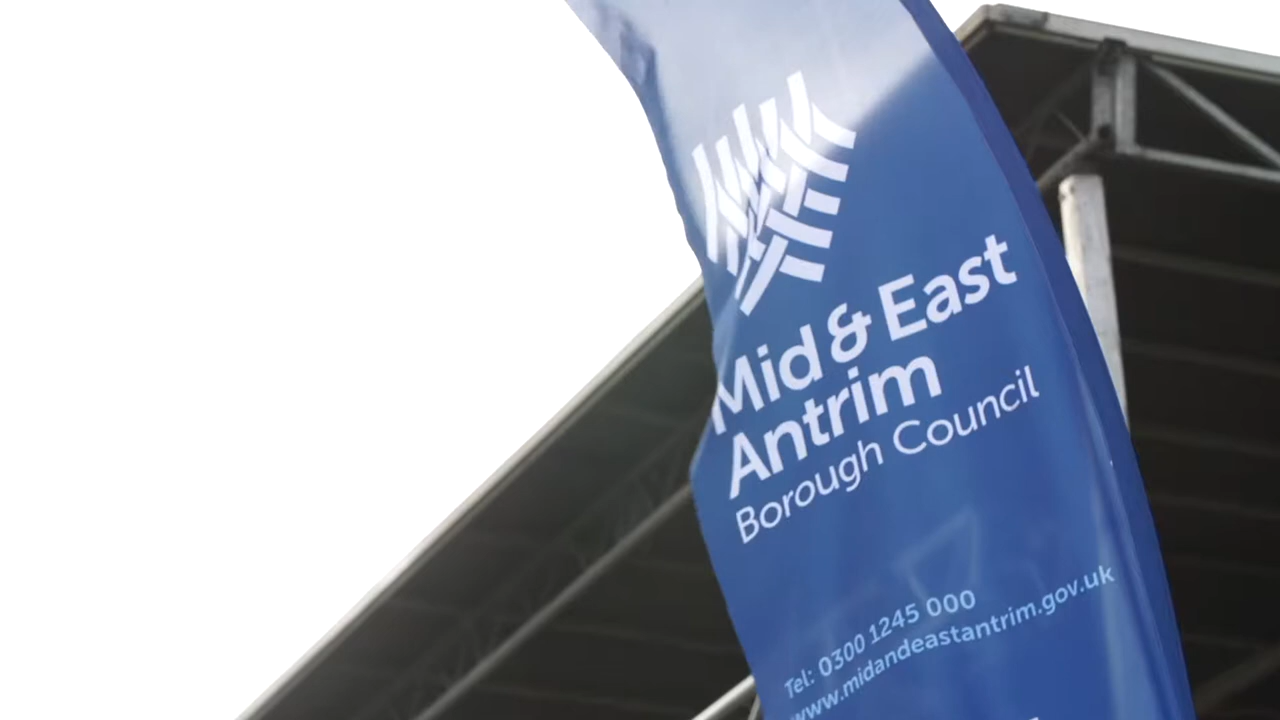 Mid & East
Antrim
Borough Council
Tel: 0300 1245 000
www.midandeastantrim.gov.uk